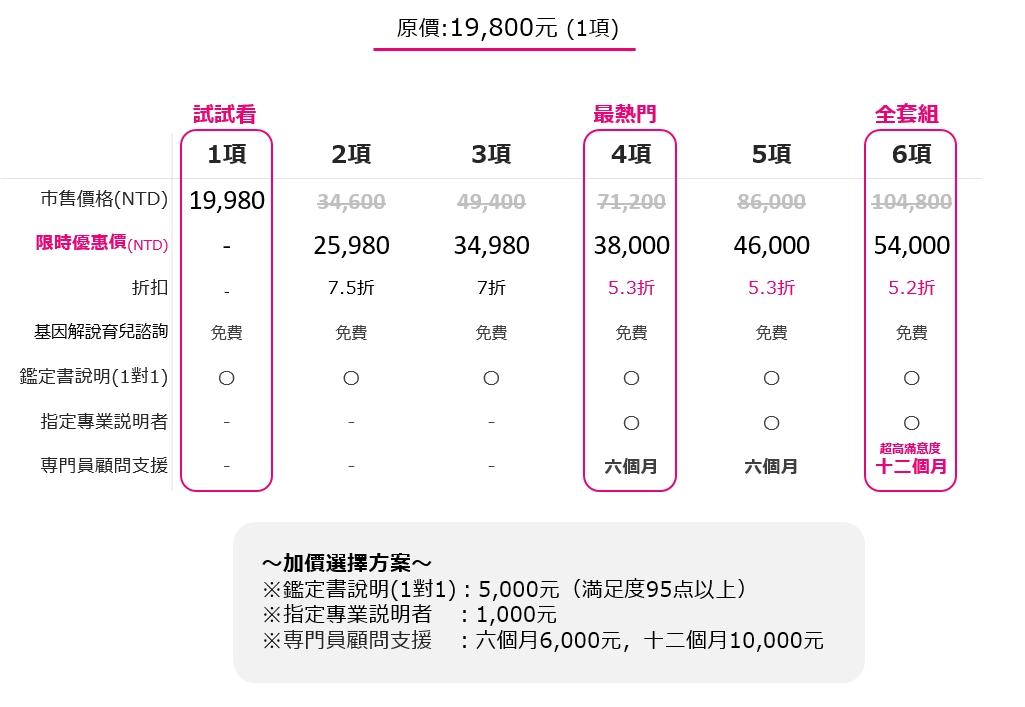 原價:19,800元 (1項)
試試看 最熱門 全套組
1項 2項 3項 4項 5項 6項
市售價格(NTD) 19,980 34,600 49,400 71,200 86,000 104,800
限時優惠價(NTD) - 25,980 34,980 38,000 46,000 54,000
折扣 - 7.5折 7折 5.3折 5.3折 5.2折
基因解說育兒諮詢 免費 免費 免費 免費 免費 免費
鑑定書說明(1對1) ○ ○ ○ ○ ○ ○
指定專業説明者 - - - ○ ○ ○
超高滿意度
專門員顧問支援 - - - 六個月 六個月 十二個月
～加價選擇方案～
※鑑定書說明(1對1)：5,000元（満足度95点以上）
※指定專業説明者 ：1,000元
※専門員顧問支援 ：六個月6,000元，十二個月10,000元